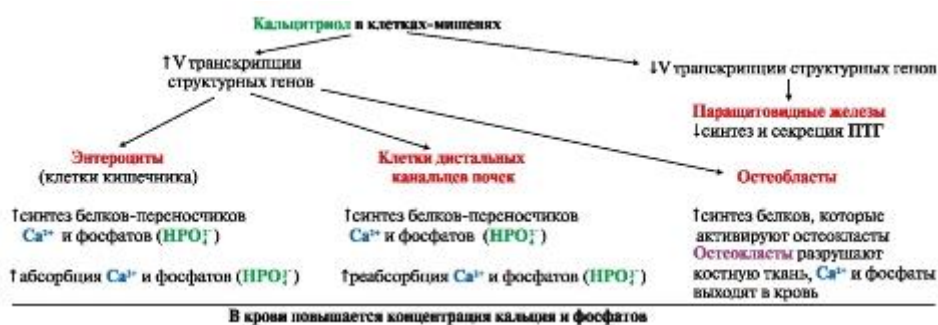 Кальцитриол в клетках-мишенях
↑V транскрипции
структурных генов
↓V транскрипции структурных генов
Паращитовидные железы
↓синтез и секреция ПТГ
Энтероциты
(клетки кишечника)
↑синтез белков-переносчиков
Ca²⁺ и фосфатов (HPO₄²⁻)
↑абсорбция Ca²⁺ и фосфатов (HPO₄²⁻)
Клетки дистальных
канальцев почек
↑синтез белков-переносчиков
Ca²⁺ и фосфатов (HPO₄²⁻)
↑реабсорбция Ca²⁺ и фосфатов (HPO₄²⁻)
Остеобласты
↑синтез белков, которые
активируют остеокласты
Остеокласты разрушают
костную ткань, Ca²⁺ и фосфаты
выходят в кровь
В крови повышается концентрация кальция и фосфатов